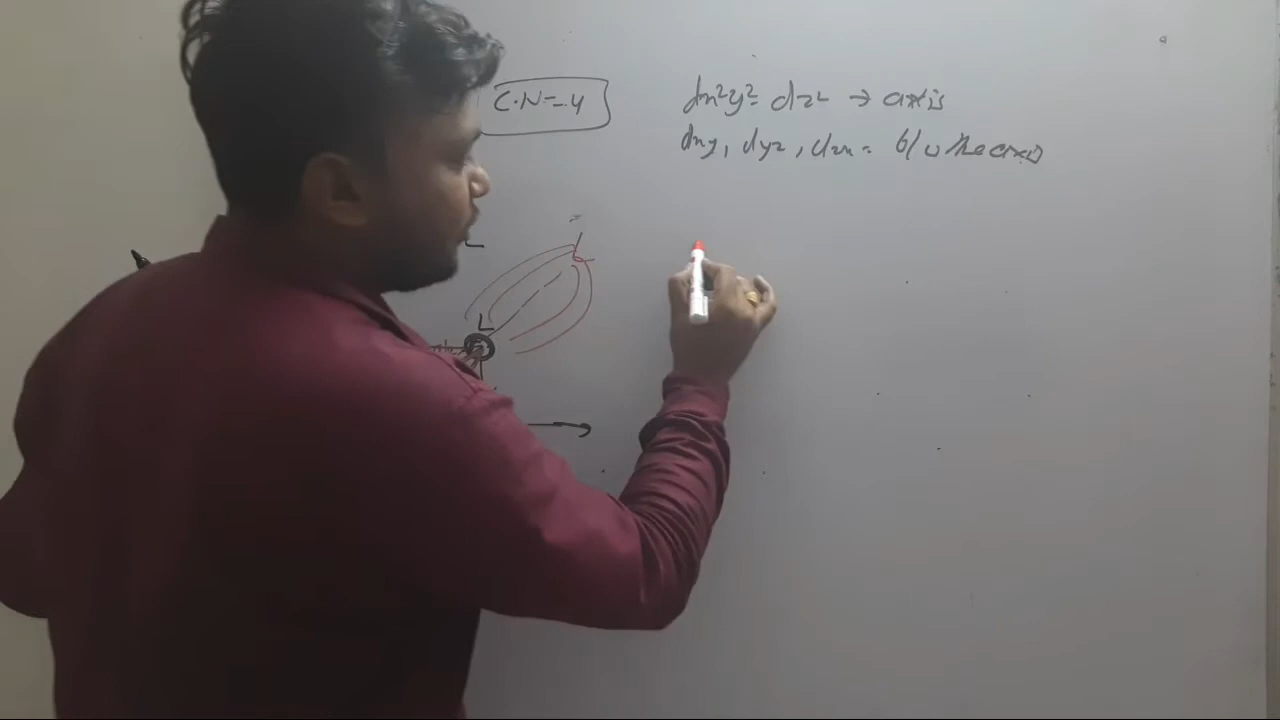 C.N=-4
dx²y² dz² → axis
dxy, dyz, dzx = b/w the axis
L
L